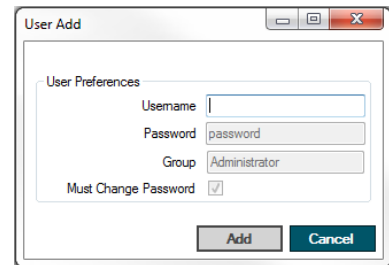 User Add
User Preferences
Username
Password password
Group Administrator
Must Change Password
Add Cancel